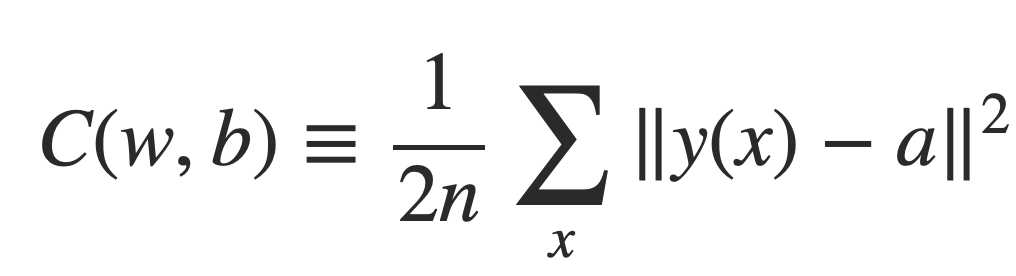 C(w, b) ≡ 1/2n ∑x ‖y(x) − a‖²